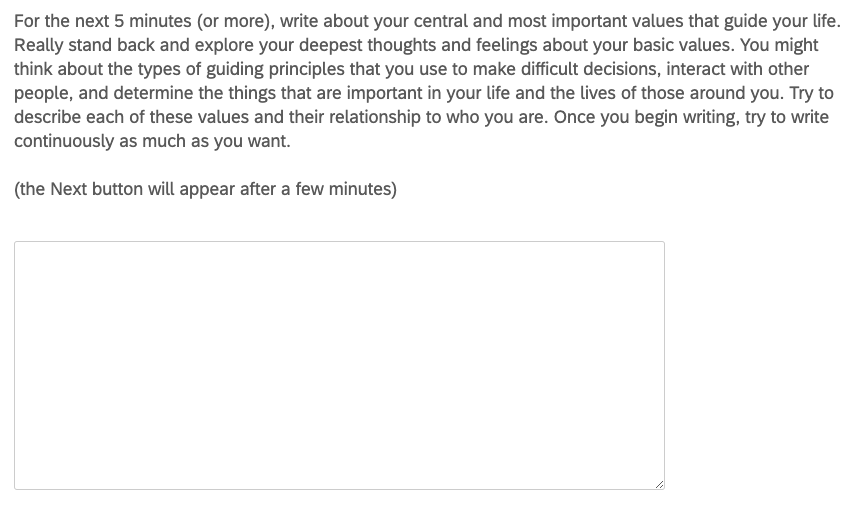 For the next 5 minutes (or more), write about your central and most important values that guide your life.
Really stand back and explore your deepest thoughts and feelings about your basic values. You might
think about the types of guiding principles that you use to make difficult decisions, interact with other
people, and determine the things that are important in your life and the lives of those around you. Try to
describe each of these values and their relationship to who you are. Once you begin writing, try to write
continuously as much as you want.
(the Next button will appear after a few minutes)